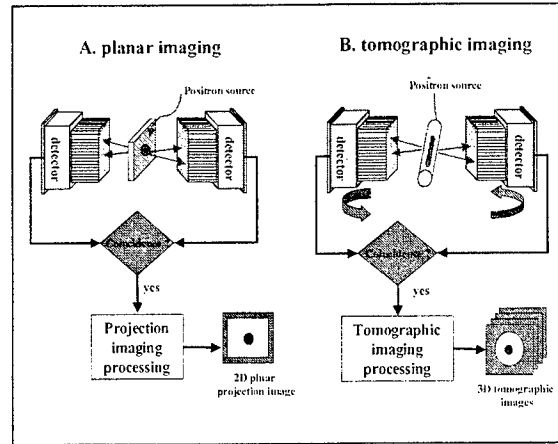 A. planar imaging
Positron source
detector
detector
Coincidence ?
yes
Projection
imaging
processing
2D planar
projection image
B. tomographic imaging
Positron source
detector
detector
Coincidence ?
yes
Tomographic
imaging
processing
3D tomographic
images